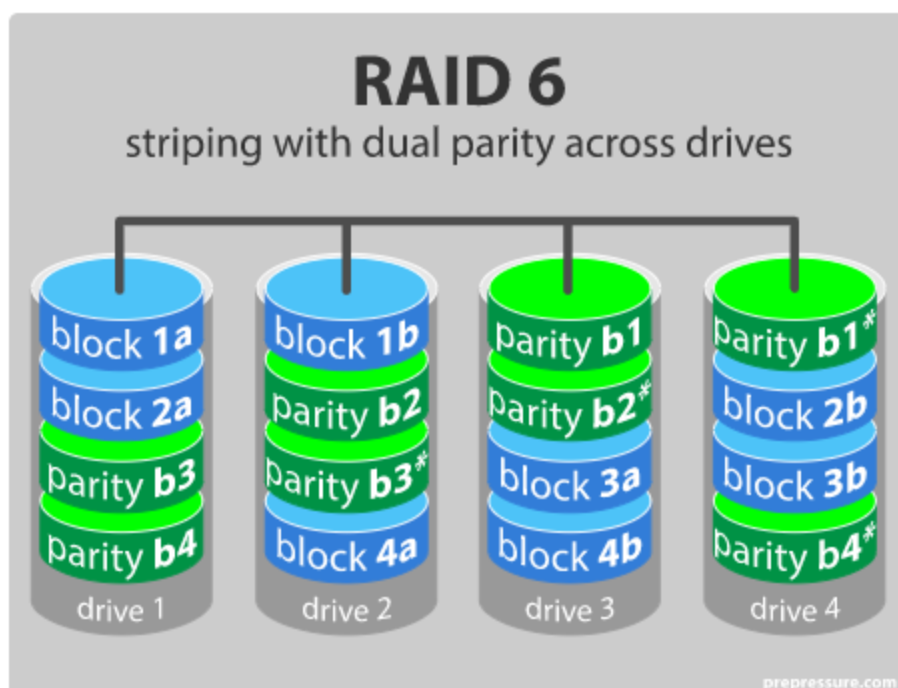 RAID 6
striping with dual parity across drives
block 1a
block 2a
parity b3
parity b4
drive 1
block 1b
parity b2
parity b3*
block 4a
drive 2
parity b1
parity b2*
block 3a
block 4b
drive 3
parity b1*
block 2b
block 3b
parity b4*
drive 4
prepressure.com